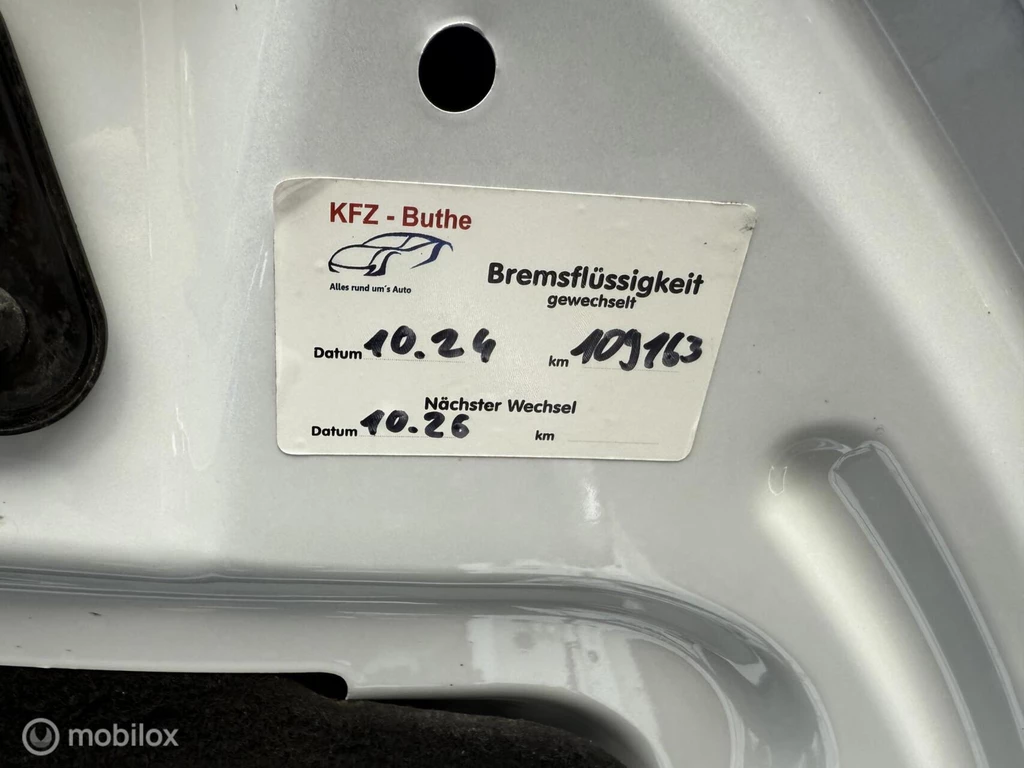 KFZ - Buthe
Alles rund um´s Auto
Bremsflüssigkeit
gewechselt
Datum 10.24 km 109163
Nächster Wechsel
Datum 10.26 km
mobilox